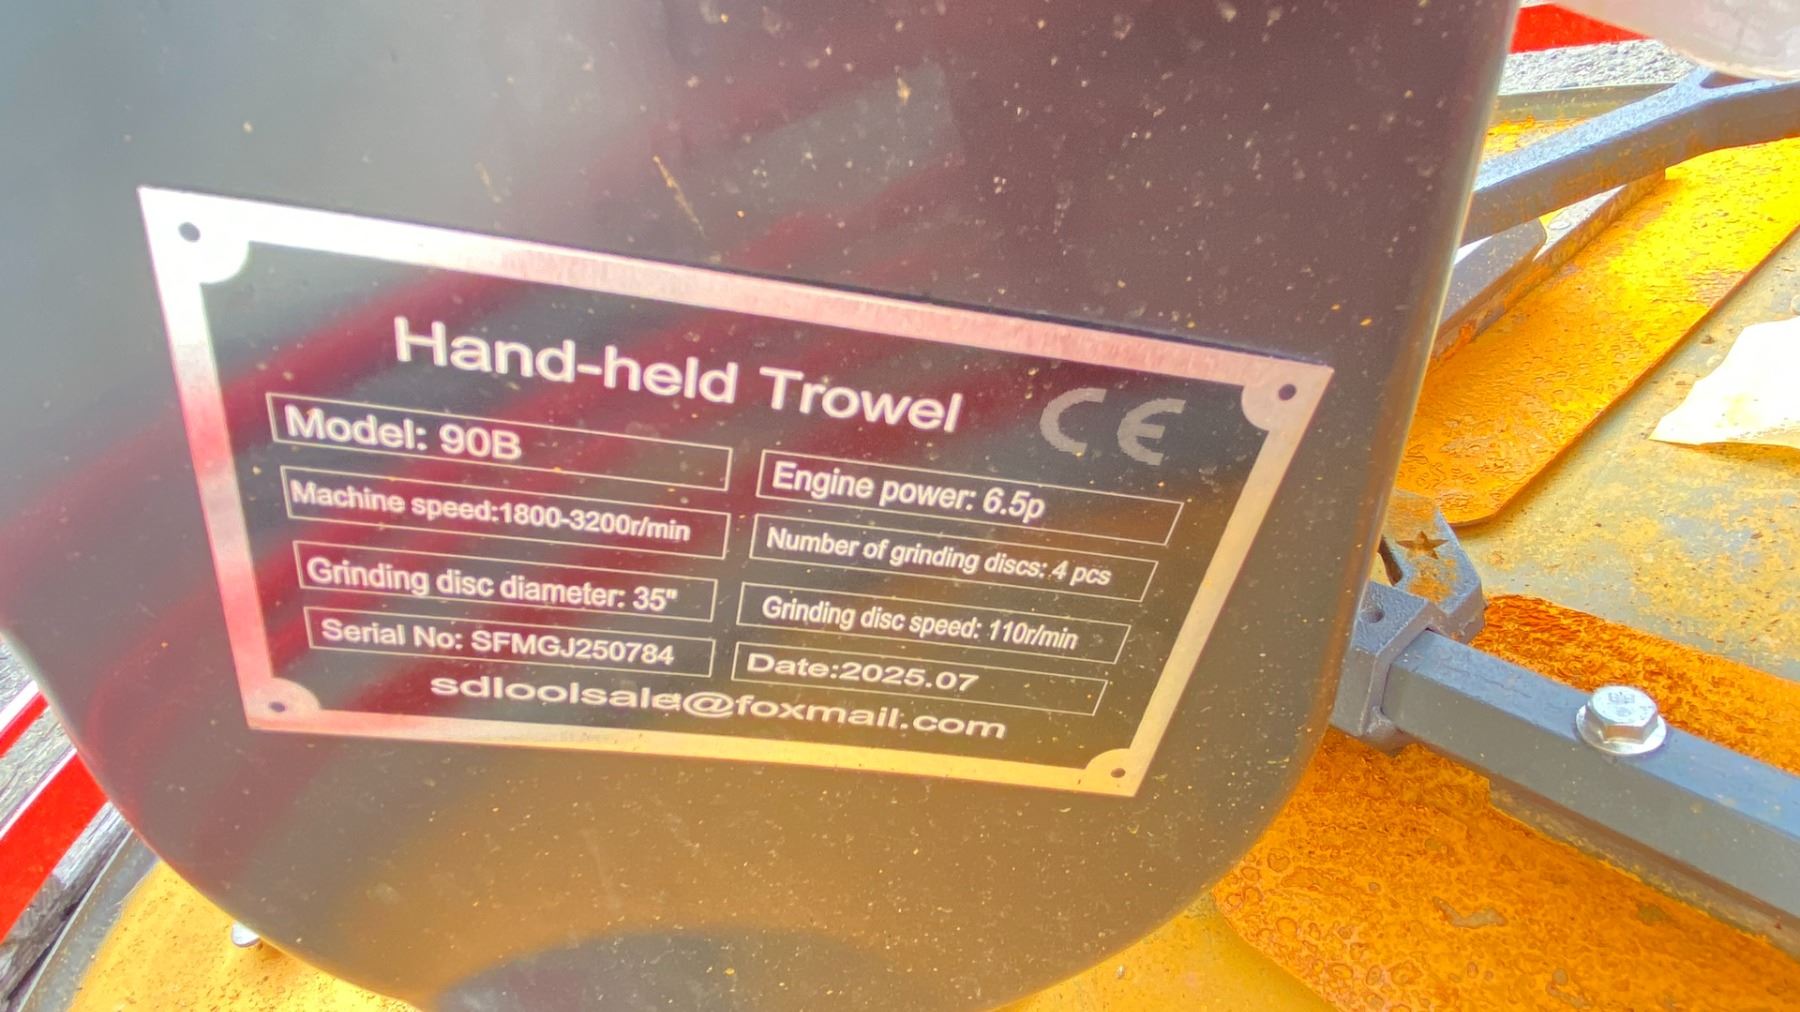 Hand-held Trowel
CE
Model: 90B
Engine power: 6.5p
Machine speed:1800-3200r/min
Number of grinding discs: 4 pcs
Grinding disc diameter: 35"
Grinding disc speed: 110r/min
Serial No: SFMGJ250784
Date:2025.07
sdloolsale@foxmail.com